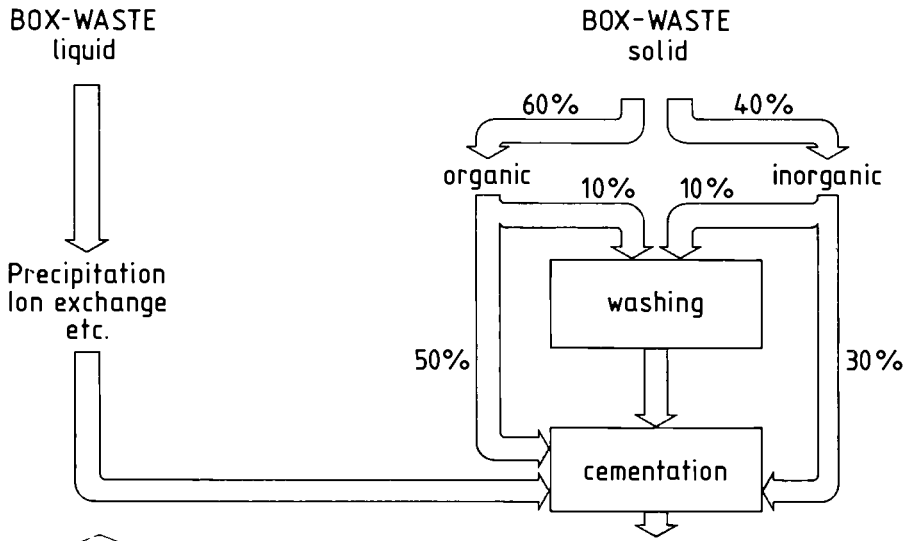 BOX-WASTE
liquid
BOX-WASTE
solid
60%
40%
organic
inorganic
10%
10%
Precipitation
Ion exchange
etc.
washing
50%
30%
cementation